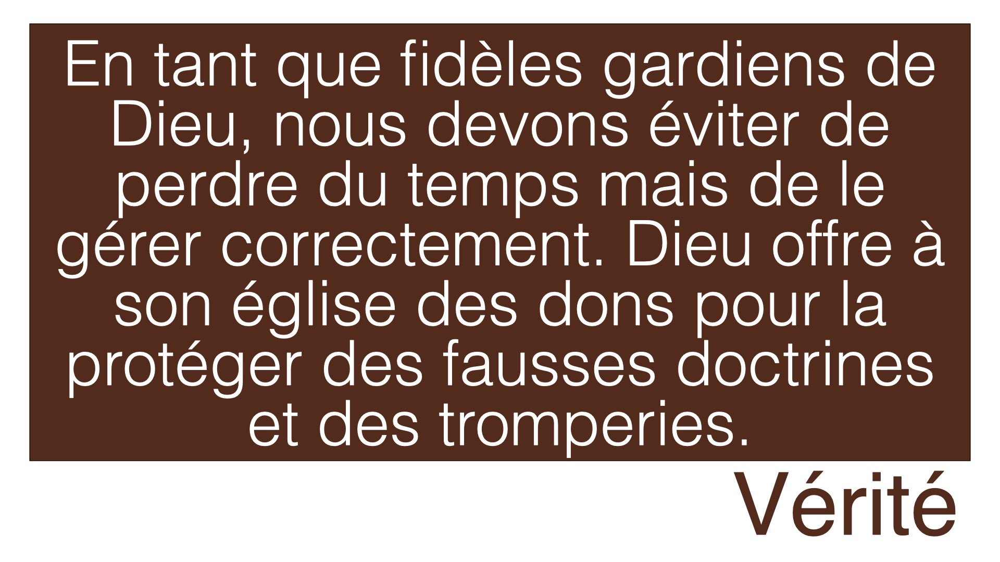 En tant que fidèles gardiens de
Dieu, nous devons éviter de
perdre du temps mais de le
gérer correctement. Dieu offre à
son église des dons pour la
protéger des fausses doctrines
et des tromperies.
Vérité